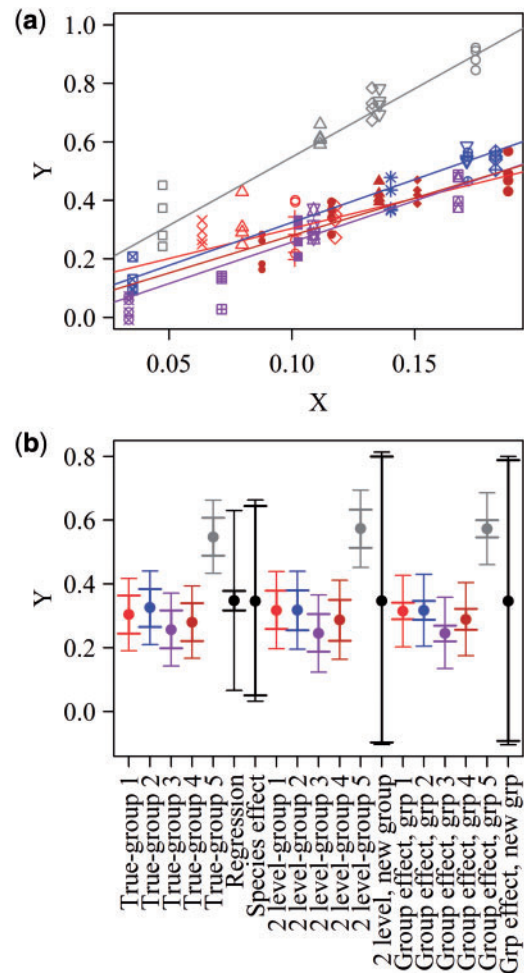 (a)
1.0
0.8
0.6
0.4
0.2
0.0
Y
0.05 0.10 0.15
X
(b)
0.8
0.6
0.4
0.2
0.0
Y
True-group 1
True-group 2
True-group 3
True-group 4
True-group 5
Regression
Species effect
2 level-group 1
2 level-group 2
2 level-group 3
2 level-group 4
2 level-group 5
2 level, new group
Group effect, grp 1
Group effect, grp 2
Group effect, grp 3
Group effect, grp 4
Group effect, grp 5
Grp effect, new grp